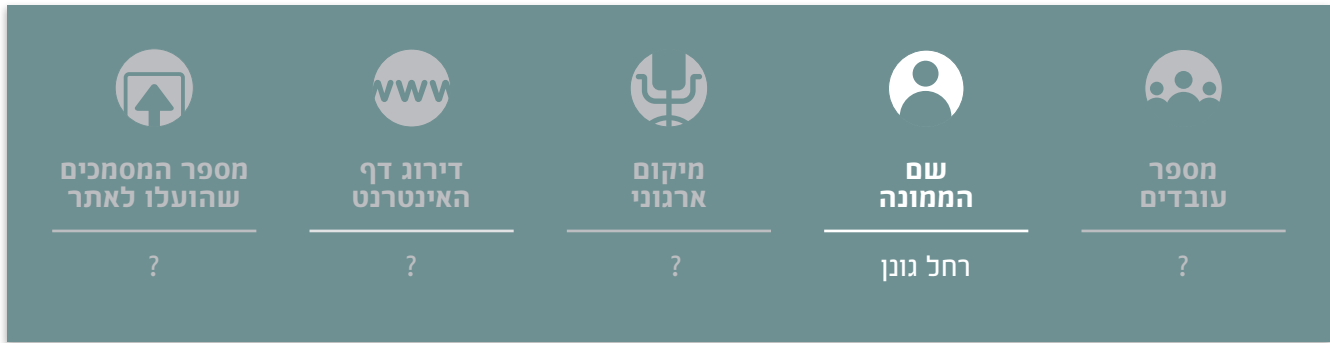 מספר
עובדים
?
שם
הממונה
רחל גונן
מיקום
ארגוני
?
www
דירוג דף
האינטרנט
?
מספר המסמכים
שהועלו לאתר
?